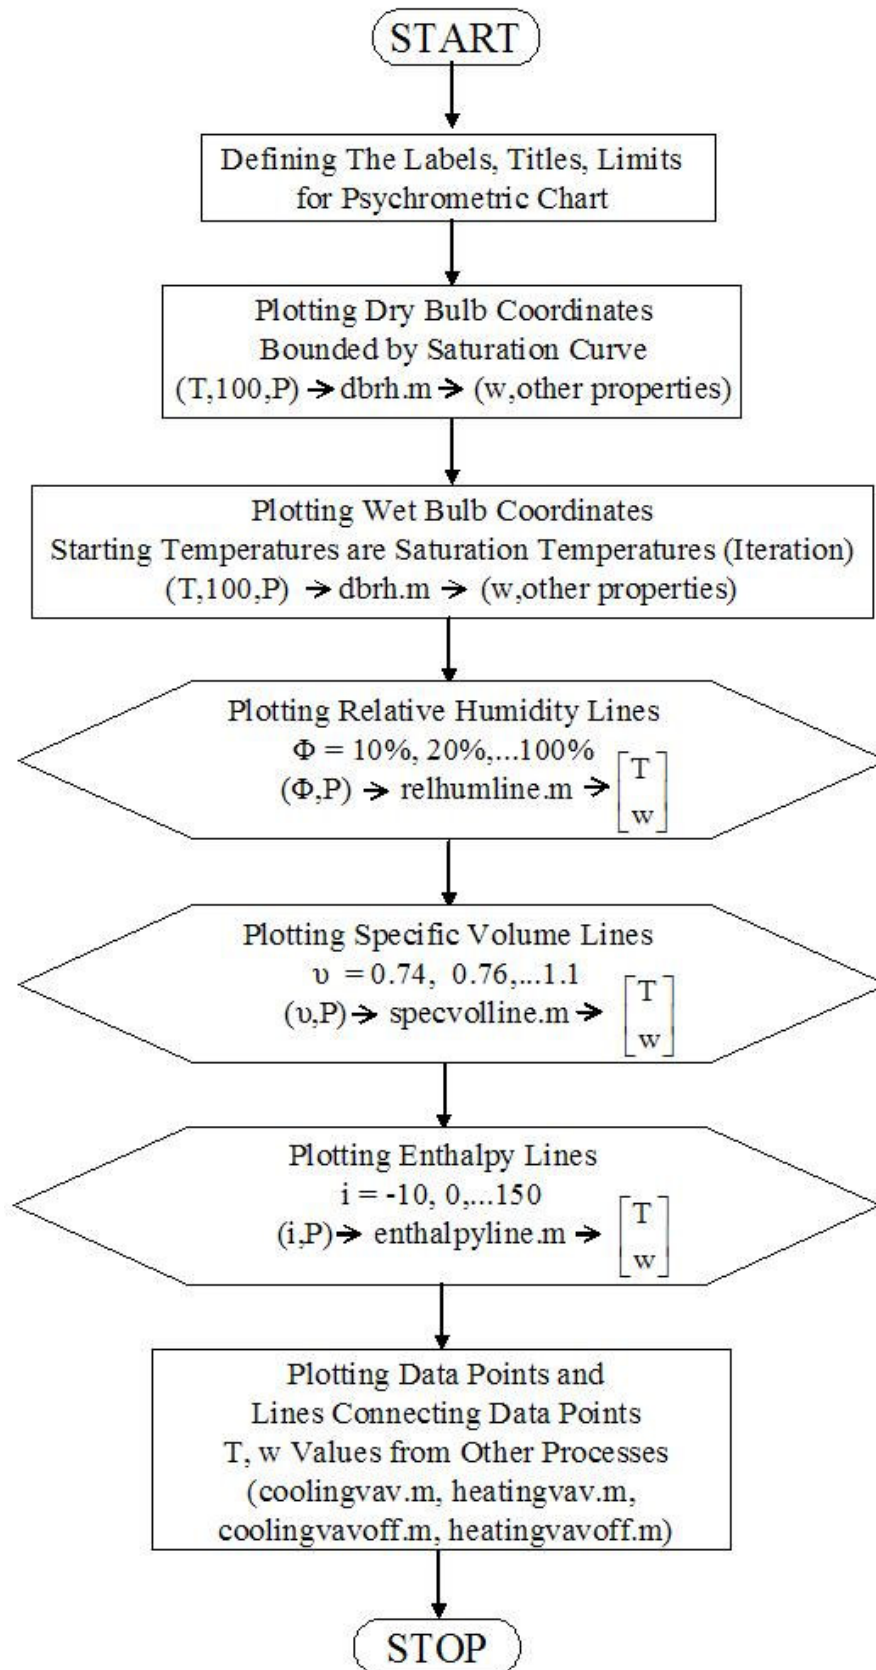 START
Defining The Labels, Titles, Limits
for Psychrometric Chart
Plotting Dry Bulb Coordinates
Bounded by Saturation Curve
(T,100,P) → dbrh.m → (w,other properties)
Plotting Wet Bulb Coordinates
Starting Temperatures are Saturation Temperatures (Iteration)
(T,100,P) → dbrh.m → (w,other properties)
Plotting Relative Humidity Lines
Φ = 10%, 20%,...100%
(Φ,P) → relhumline.m → [T
w]
Plotting Specific Volume Lines
υ = 0.74, 0.76,...1.1
(υ,P) → specvolline.m → [T
w]
Plotting Enthalpy Lines
i = -10, 0,...150
(i,P) → enthalpyline.m → [T
w]
Plotting Data Points and
Lines Connecting Data Points
T, w Values from Other Processes
(coolingvav.m, heatingvav.m,
coolingvavoff.m, heatingvavoff.m)
STOP